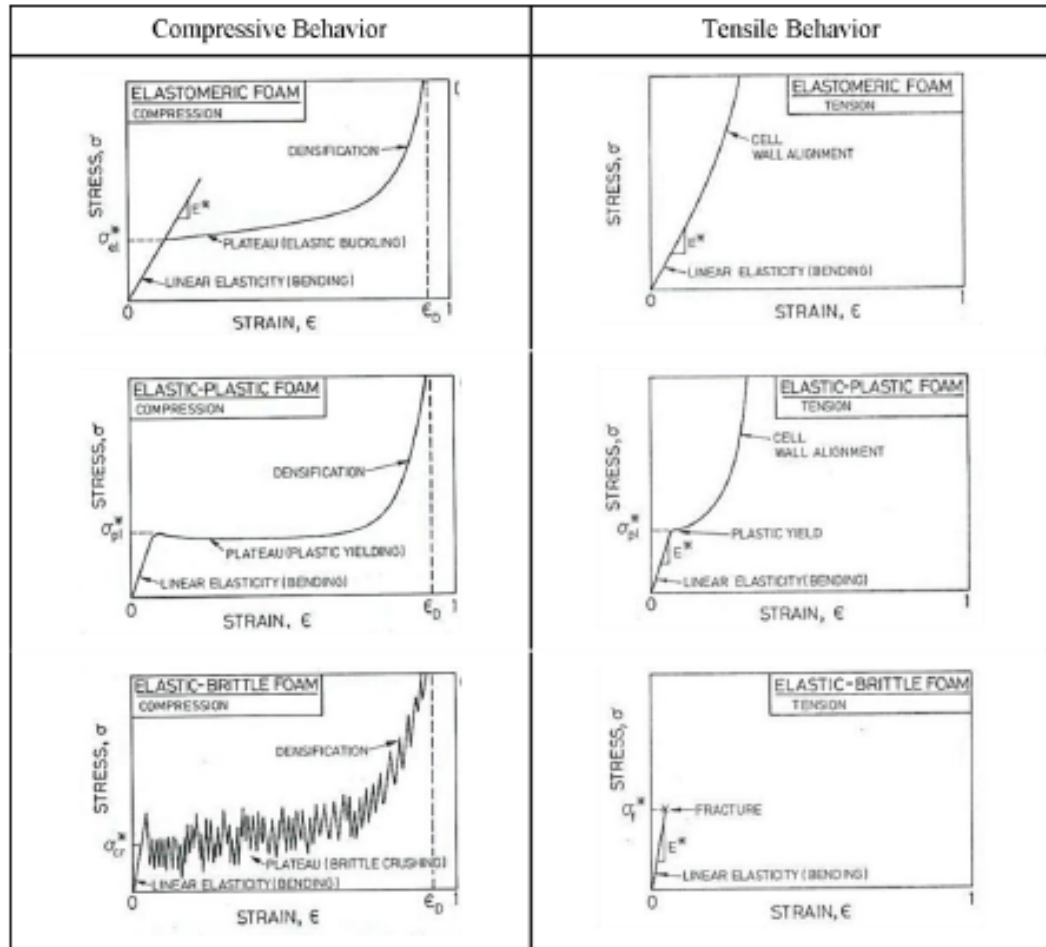 Compressive Behavior
Tensile Behavior
ELASTOMERIC FOAM
COMPRESSION
DENSIFICATION
E*
σ*el
PLATEAU (ELASTIC BUCKLING)
LINEAR ELASTICITY (BENDING)
STRESS, σ
0
ϵD
1
STRAIN, ϵ
ELASTOMERIC FOAM
TENSION
CELL
WALL ALIGNMENT
E*
LINEAR ELASTICITY (BENDING)
STRESS, σ
0
1
STRAIN, ϵ
ELASTIC-PLASTIC FOAM
COMPRESSION
DENSIFICATION
σ*pl
PLATEAU (PLASTIC YIELDING)
LINEAR ELASTICITY (BENDING)
STRESS, σ
0
ϵD
1
STRAIN, ϵ
ELASTIC-PLASTIC FOAM
TENSION
CELL
WALL ALIGNMENT
σ*pl
PLASTIC YIELD
E*
LINEAR ELASTICITY (BENDING)
STRESS, σ
0
1
STRAIN, ϵ
ELASTIC-BRITTLE FOAM
COMPRESSION
DENSIFICATION
σ*cr
PLATEAU (BRITTLE CRUSHING)
LINEAR ELASTICITY (BENDING)
STRESS, σ
0
ϵD
1
STRAIN, ϵ
ELASTIC-BRITTLE FOAM
TENSION
σ*f
FRACTURE
E*
LINEAR ELASTICITY (BENDING)
STRESS, σ
0
1
STRAIN, ϵ